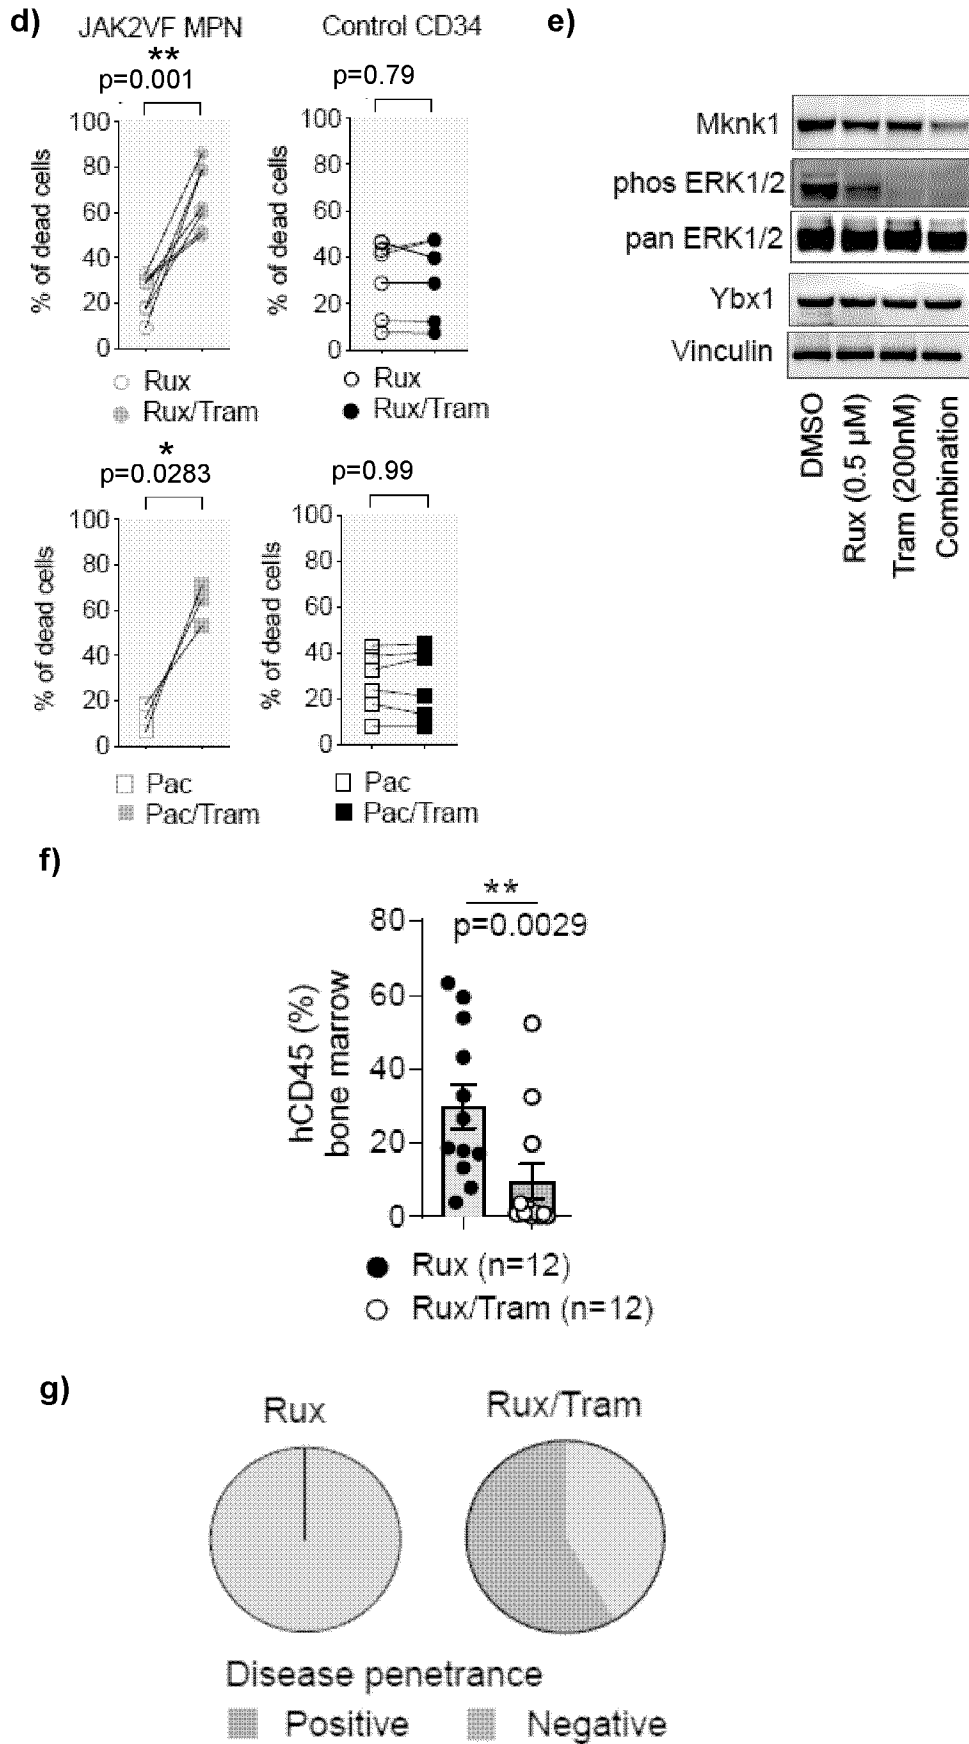 d)
JAK2VF MPN
**
p=0.001
% of dead cells
100
80
60
40
20
0
Rux
Rux/Tram
Control CD34
p=0.79
% of dead cells
100
80
60
40
20
0
Rux
Rux/Tram
*
p=0.0283
% of dead cells
100
80
60
40
20
0
Pac
Pac/Tram
p=0.99
% of dead cells
100
80
60
40
20
0
Pac
Pac/Tram
e)
Mknk1
phos ERK1/2
pan ERK1/2
Ybx1
Vinculin
DMSO
Rux (0.5 µM)
Tram (200nM)
Combination
f)
**
p=0.0029
hCD45 (%)
bone marrow
80
60
40
20
0
Rux (n=12)
Rux/Tram (n=12)
g)
Rux
Rux/Tram
Disease penetrance
Positive
Negative